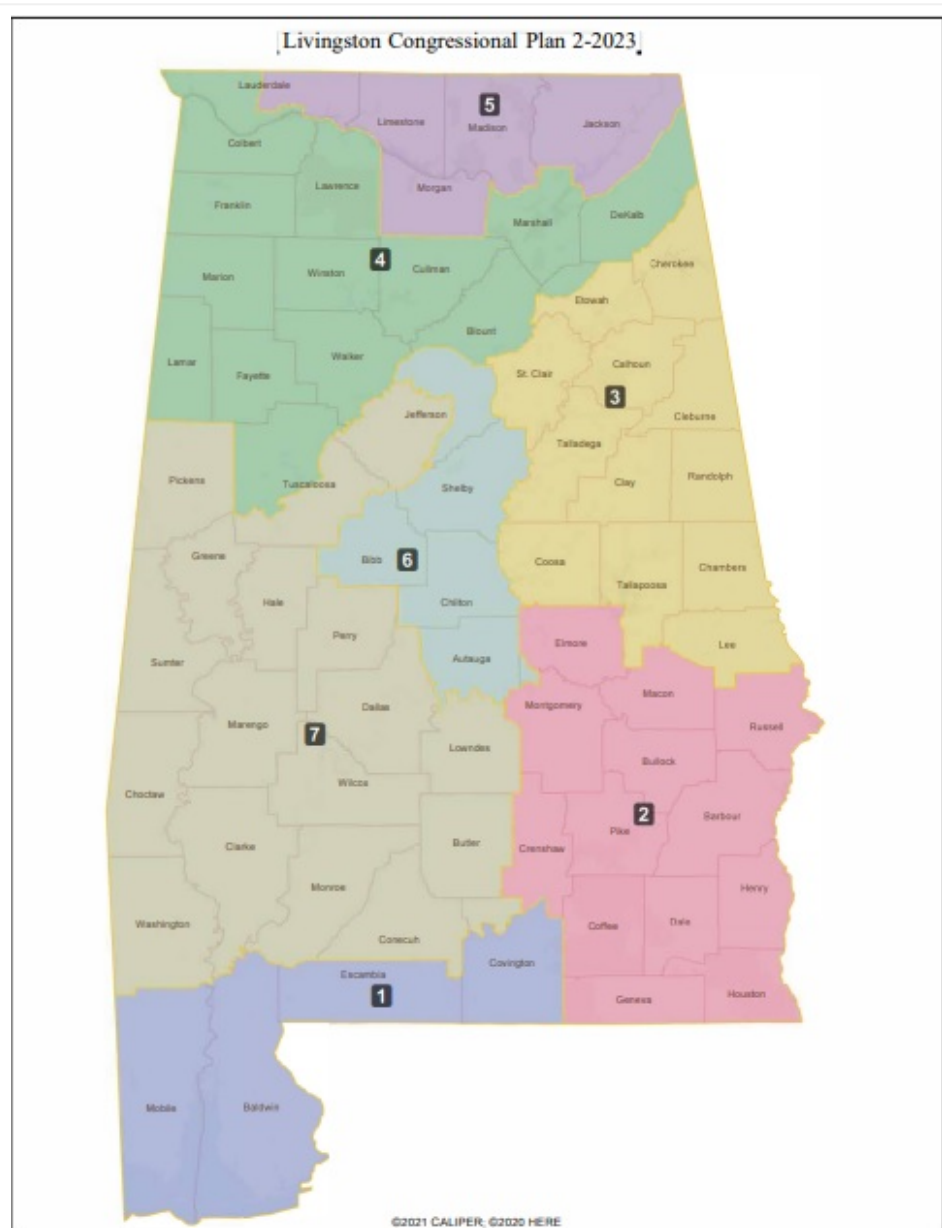 Livingston Congressional Plan 2-2023
Lauderdale
5
Limestone
Madison
Jackson
Colbert
Lawrence
Morgan
Franklin
Marshall
DeKalb
4
Marion
Winston
Cullman
Cherokee
Etowah
Blount
Lamar
Walker
Fayette
St. Clair
Calhoun
3
Jefferson
Cleburne
Talladega
Pickens
Tuscaloosa
Shelby
Clay
Randolph
Greene
Bibb
6
Coosa
Tallapoosa
Chambers
Hale
Chilton
Perry
Elmore
Lee
Sumter
Autauga
Macon
Dallas
Montgomery
Russell
Marengo
7
Lowndes
Bullock
Wilcox
Choctaw
2
Pike
Barbour
Clarke
Butler
Crenshaw
Monroe
Henry
Washington
Conecuh
Coffee
Dale
Covington
Escambia
1
Geneva
Houston
Mobile
Baldwin
©2021 CALIPER; ©2020 HERE